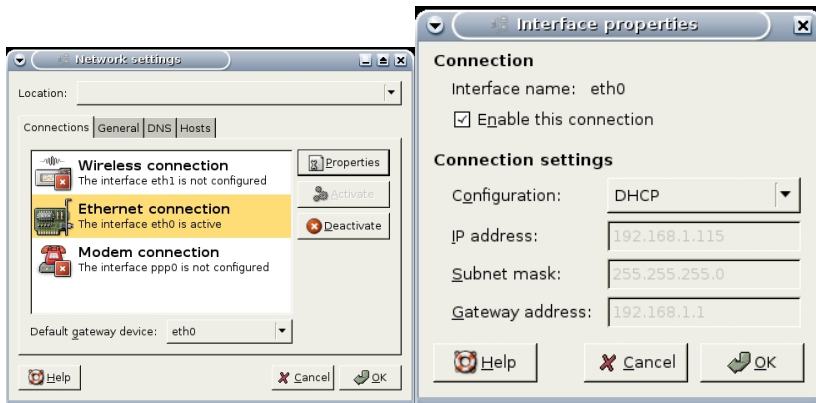 Network settings
Location:
Connections General DNS Hosts
Wireless connection
The interface eth1 is not configured
Ethernet connection
The interface eth0 is active
Modem connection
The interface ppp0 is not configured
Properties
Activate
Deactivate
Default gateway device: eth0
Help Cancel OK
Interface properties
Connection
Interface name: eth0
Enable this connection
Connection settings
Configuration: DHCP
IP address: 192.168.1.115
Subnet mask: 255.255.255.0
Gateway address: 192.168.1.1
Help Cancel OK